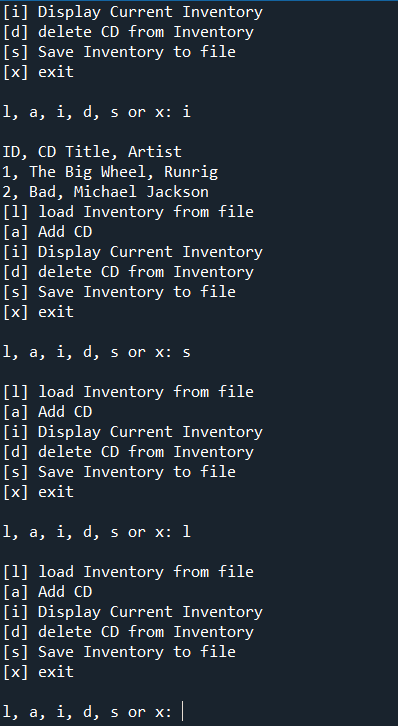 [i] Display Current Inventory
[d] delete CD from Inventory
[s] Save Inventory to file
[x] exit
l, a, i, d, s or x: i
ID, CD Title, Artist
1, The Big Wheel, Runrig
2, Bad, Michael Jackson
[l] load Inventory from file
[a] Add CD
[i] Display Current Inventory
[d] delete CD from Inventory
[s] Save Inventory to file
[x] exit
l, a, i, d, s or x: s
[l] load Inventory from file
[a] Add CD
[i] Display Current Inventory
[d] delete CD from Inventory
[s] Save Inventory to file
[x] exit
l, a, i, d, s or x: l
[l] load Inventory from file
[a] Add CD
[i] Display Current Inventory
[d] delete CD from Inventory
[s] Save Inventory to file
[x] exit
l, a, i, d, s or x: